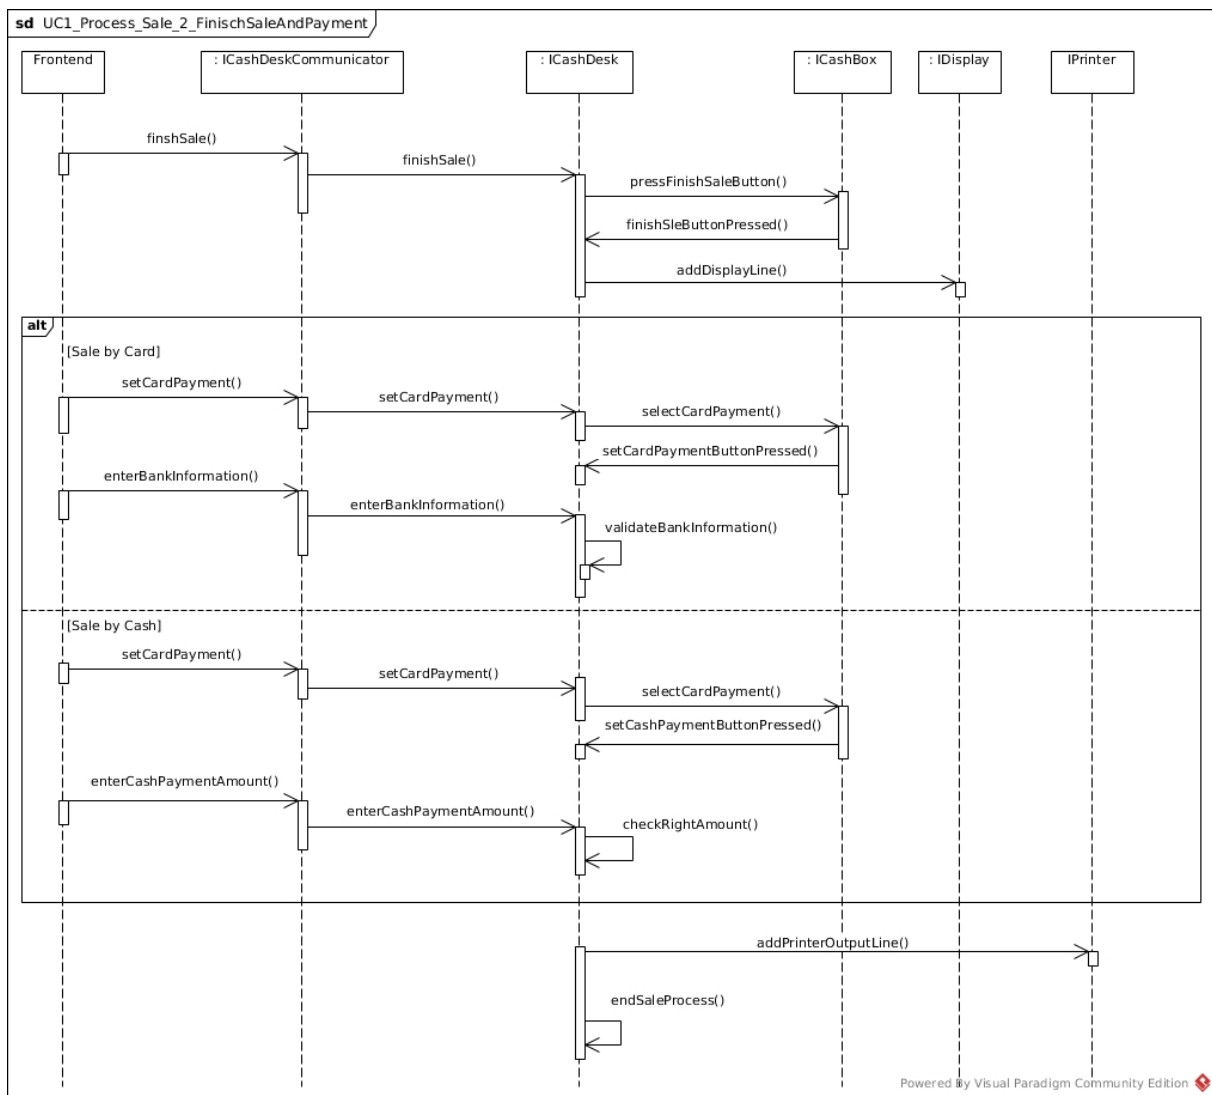 sd UC1_Process_Sale_2_FinischSaleAndPayment
Frontend
: ICashDeskCommunicator
: ICashDesk
: ICashBox
: IDisplay
IPrinter
finshSale()
finishSale()
pressFinishSaleButton()
finishSleButtonPressed()
addDisplayLine()
alt
[Sale by Card]
setCardPayment()
setCardPayment()
selectCardPayment()
setCardPaymentButtonPressed()
enterBankInformation()
enterBankInformation()
validateBankInformation()
[Sale by Cash]
setCardPayment()
setCardPayment()
selectCardPayment()
setCashPaymentButtonPressed()
enterCashPaymentAmount()
enterCashPaymentAmount()
checkRightAmount()
addPrinterOutputLine()
endSaleProcess()
Powered By Visual Paradigm Community Edition